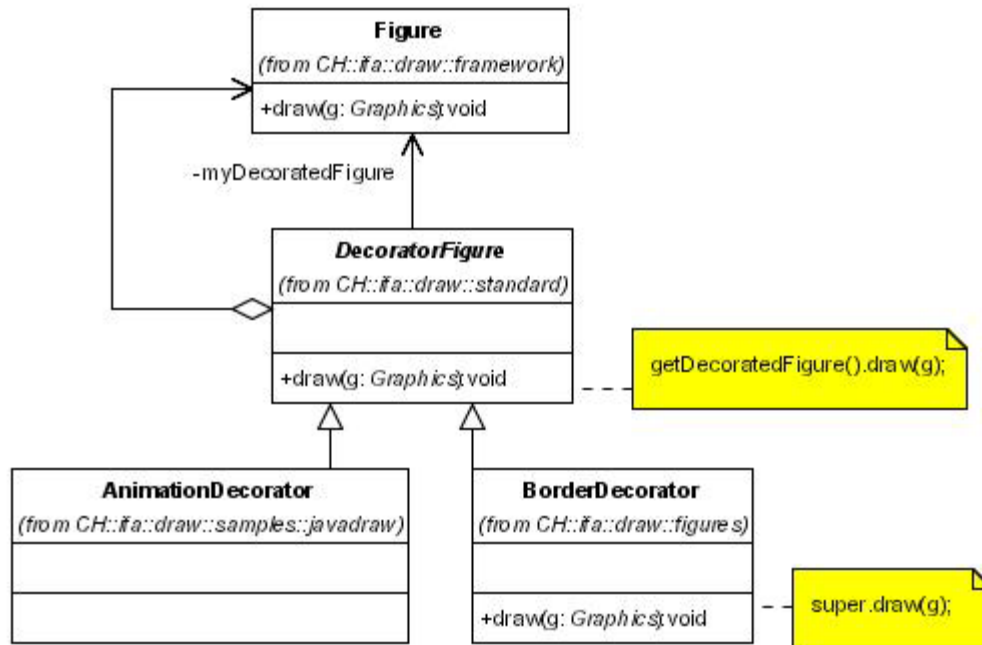 Figure
(from CH::ifa::draw::framework)
+draw(g: Graphics):void
-myDecoratedFigure
DecoratorFigure
(from CH::ifa::draw::standard)
+draw(g: Graphics):void
getDecoratedFigure().draw(g);
AnimationDecorator
(from CH::ifa::draw::samples::javadraw)
BorderDecorator
(from CH::ifa::draw::figures)
+draw(g: Graphics):void
super.draw(g);